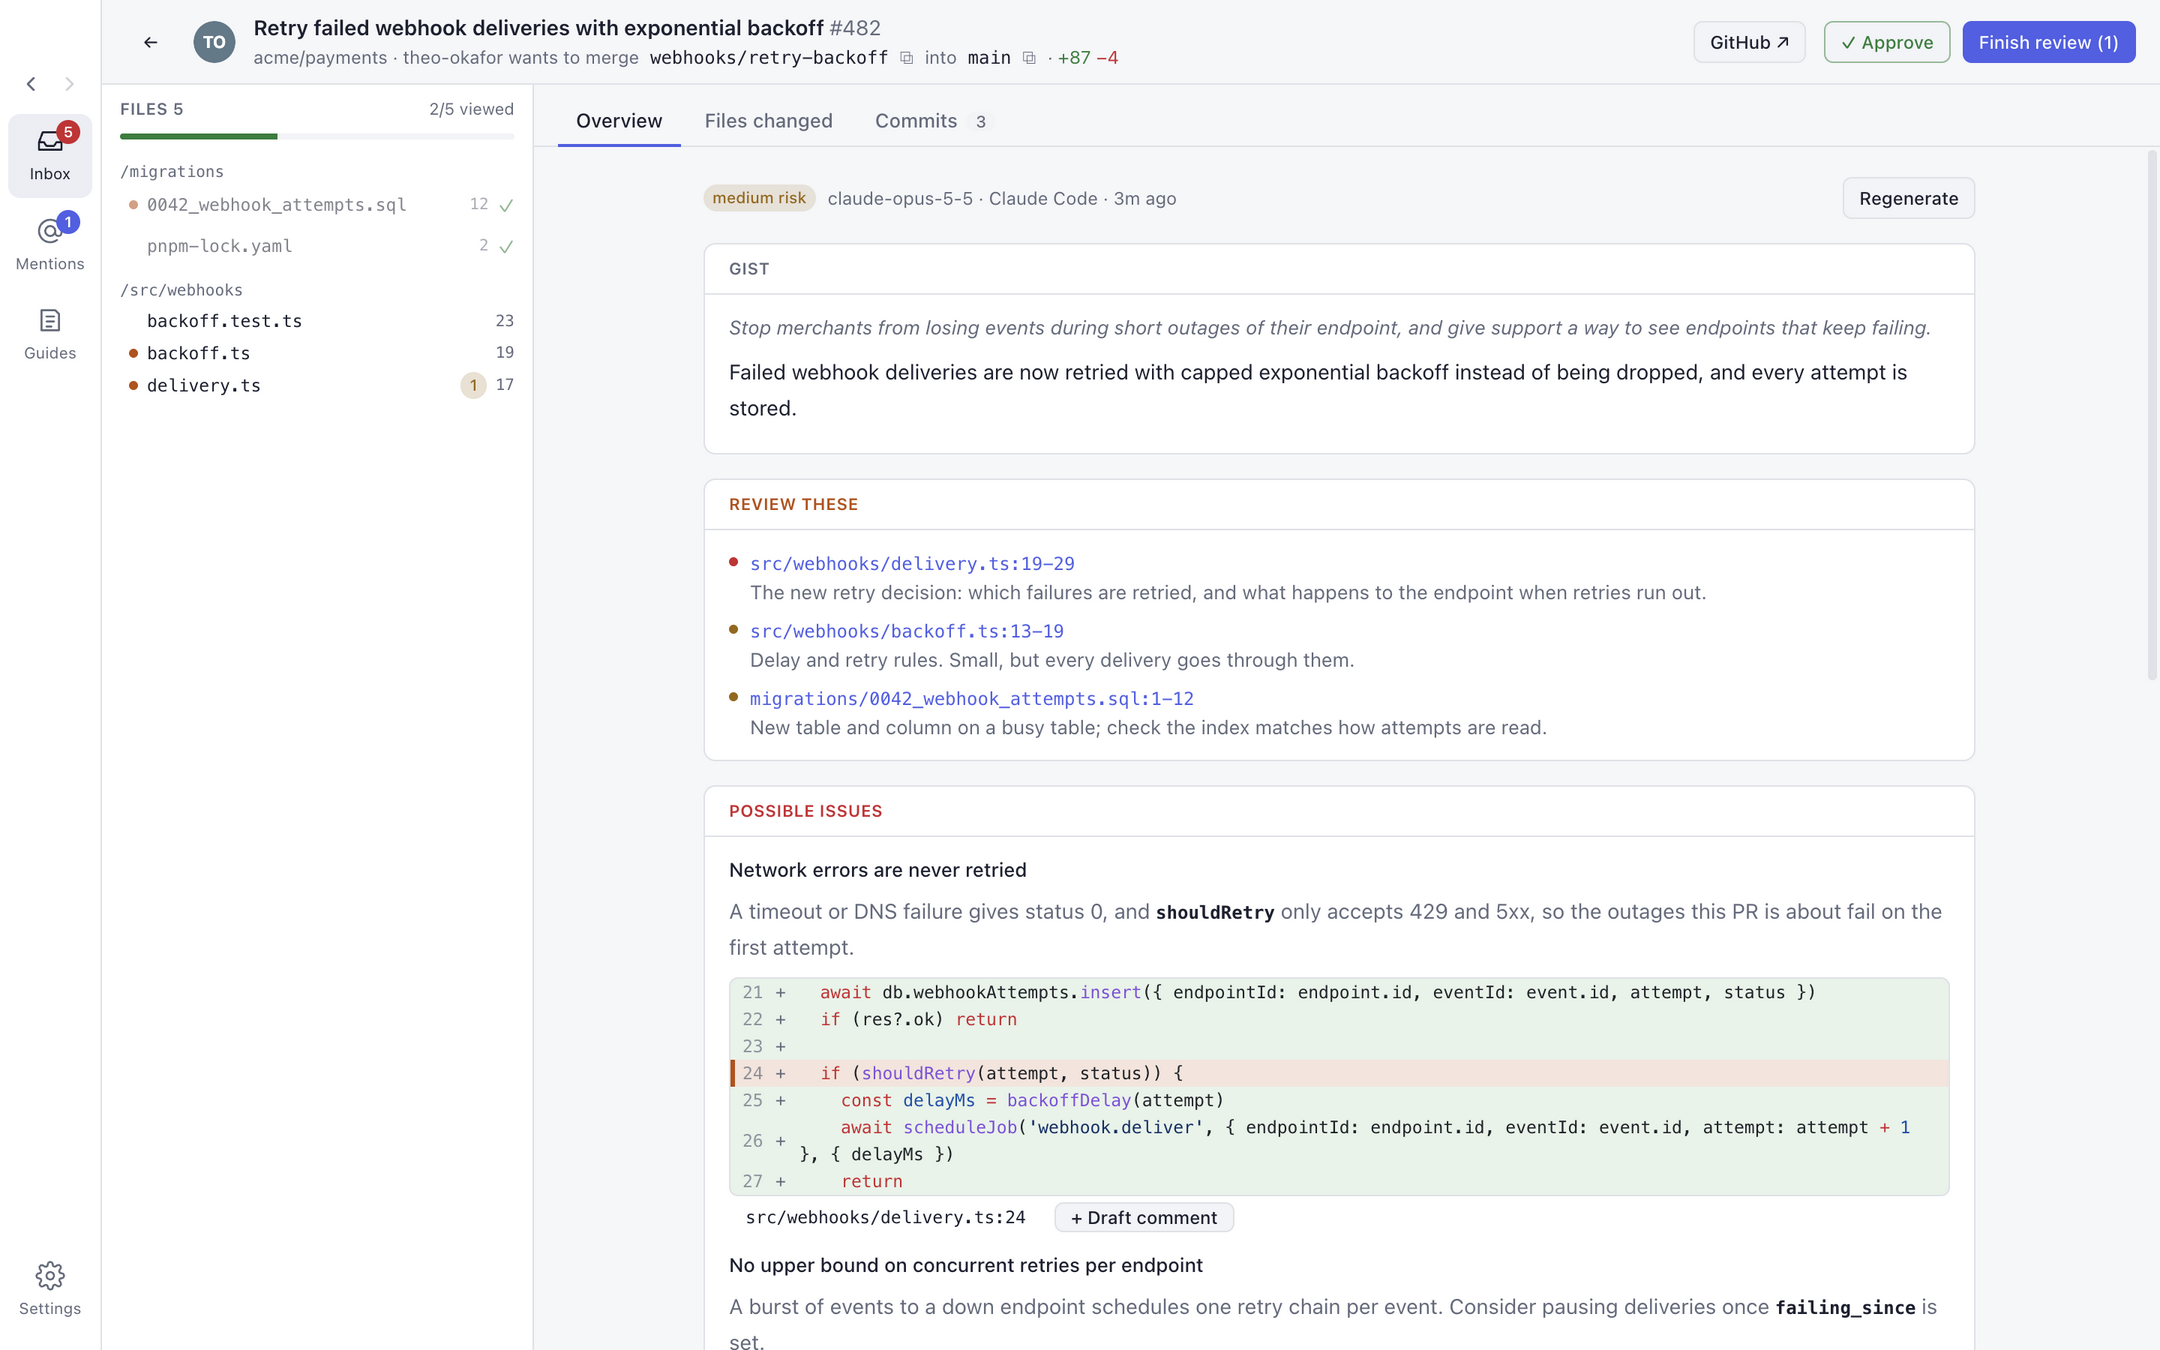 TO
Retry failed webhook deliveries with exponential backoff #482
acme/payments · theo-okafor wants to merge webhooks/retry-backoff into main · +87 −4
GitHub ↗
✓ Approve
Finish review (1)
5
Inbox
1
Mentions
Guides
Settings
FILES 5
2/5 viewed
/migrations
0042_webhook_attempts.sql 12 ✓
pnpm-lock.yaml 2 ✓
/src/webhooks
backoff.test.ts 23
backoff.ts 19
delivery.ts 1 17
Overview
Files changed
Commits 3
medium risk claude-opus-5-5 · Claude Code · 3m ago
Regenerate
GIST
Stop merchants from losing events during short outages of their endpoint, and give support a way to see endpoints that keep failing.
Failed webhook deliveries are now retried with capped exponential backoff instead of being dropped, and every attempt is
stored.
REVIEW THESE
src/webhooks/delivery.ts:19–29
The new retry decision: which failures are retried, and what happens to the endpoint when retries run out.
src/webhooks/backoff.ts:13–19
Delay and retry rules. Small, but every delivery goes through them.
migrations/0042_webhook_attempts.sql:1–12
New table and column on a busy table; check the index matches how attempts are read.
POSSIBLE ISSUES
Network errors are never retried
A timeout or DNS failure gives status 0, and shouldRetry only accepts 429 and 5xx, so the outages this PR is about fail on the
first attempt.
21 + await db.webhookAttempts.insert({ endpointId: endpoint.id, eventId: event.id, attempt, status })
22 + if (res?.ok) return
23 +
24 + if (shouldRetry(attempt, status)) {
25 + const delayMs = backoffDelay(attempt)
26 + await scheduleJob('webhook.deliver', { endpointId: endpoint.id, eventId: event.id, attempt: attempt + 1
}, { delayMs })
27 + return
src/webhooks/delivery.ts:24
+ Draft comment
No upper bound on concurrent retries per endpoint
A burst of events to a down endpoint schedules one retry chain per event. Consider pausing deliveries once failing_since is
set.